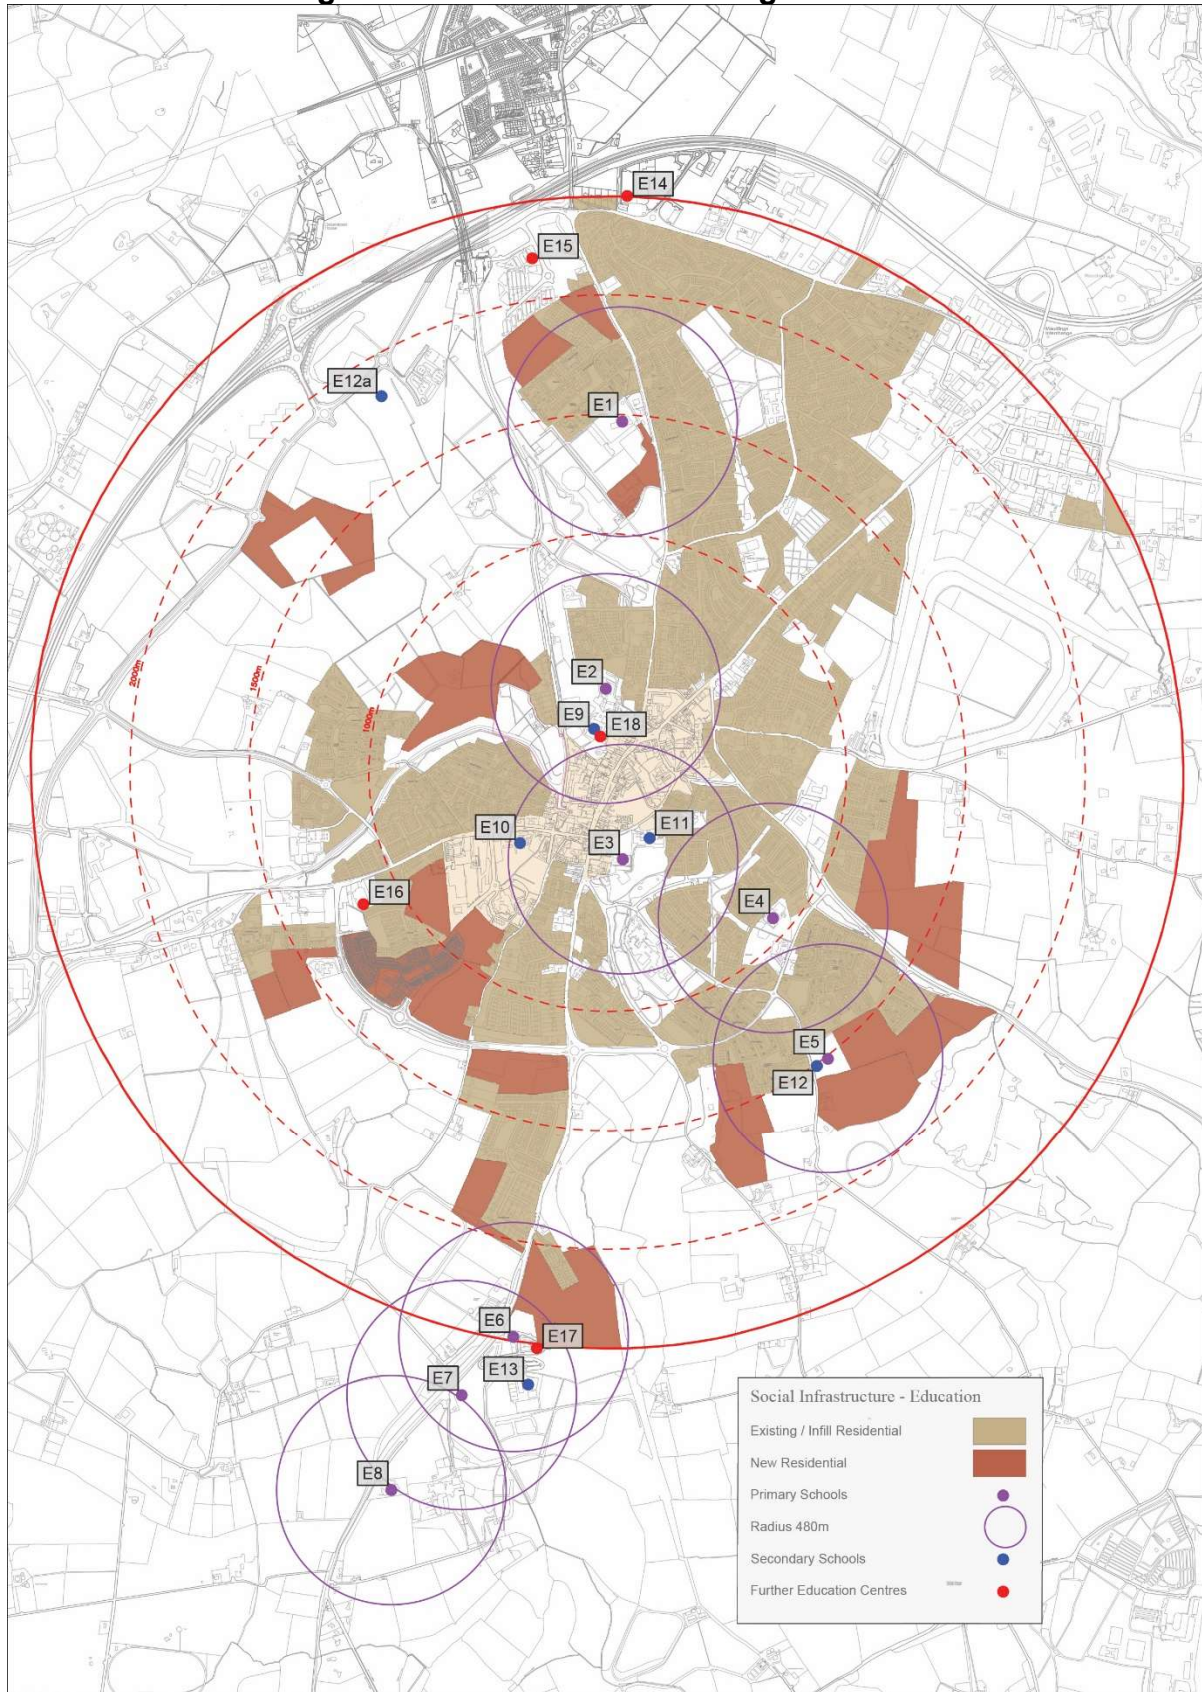 E14
E15
E12a
E1
2000m
1500m
1000m
E2
E9
E18
E10
E11
E3
E16
E4
E5
E12
E6
E17
E13
E7
E8
Social Infrastructure - Education
Existing / Infill Residential
New Residential
Primary Schools
Radius 480m
Secondary Schools
Further Education Centres